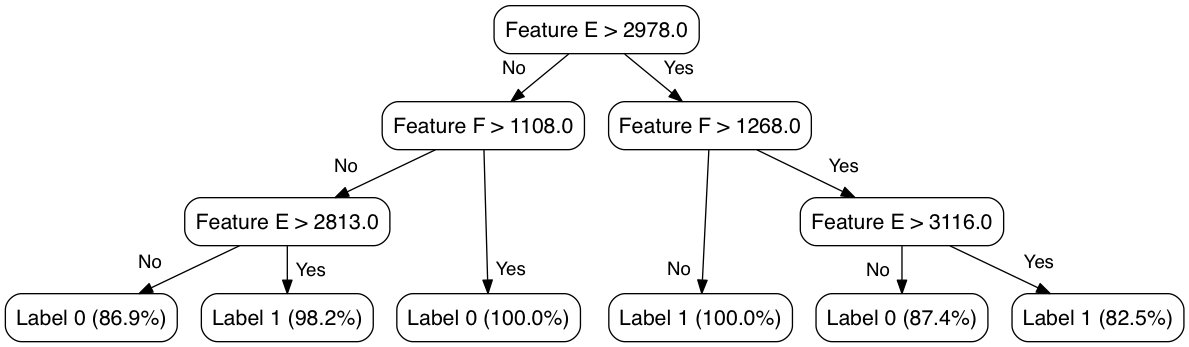 Feature E > 2978.0
No
Yes
Feature F > 1108.0
Feature F > 1268.0
No
Yes
Feature E > 2813.0
Feature E > 3116.0
No
Yes
Yes
No
No
Yes
Label 0 (86.9%)
Label 1 (98.2%)
Label 0 (100.0%)
Label 1 (100.0%)
Label 0 (87.4%)
Label 1 (82.5%)